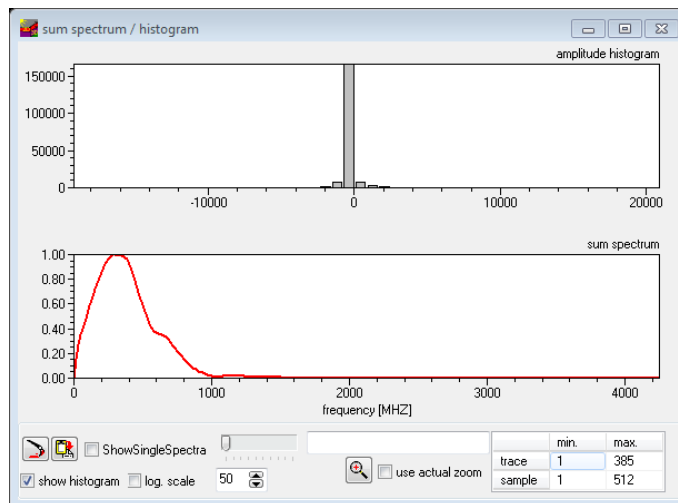 sum spectrum / histogram
amplitude histogram
150000
100000
50000
0
-10000 0 10000 20000
sum spectrum
1.00
0.80
0.60
0.40
0.20
0.00
0 1000 2000 3000 4000
frequency [MHZ]
ShowSingleSpectra
min. max.
trace 1 385
sample 1 512
show histogram log. scale 50 use actual zoom